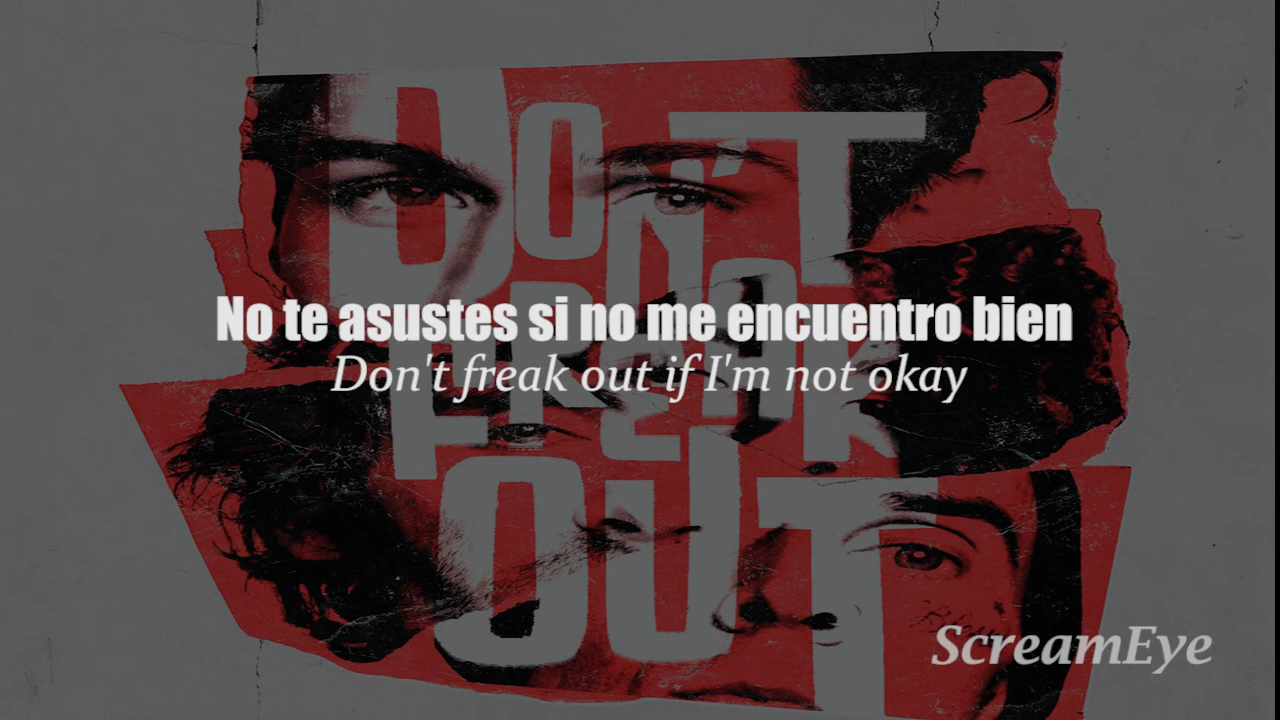 DON'T
FREAK
OUT
No te asustes si no me encuentro bien
Don't freak out if I'm not okay
ScreamEye